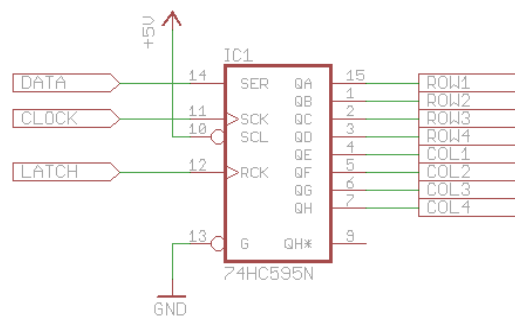 +5V
IC1
DATA 14 SER QA 15 ROW1
QB 1 ROW2
CLOCK 11 SCK QC 2 ROW3
10 SCL QD 3 ROW4
QE 4 COL1
LATCH 12 RCK QF 5 COL2
QG 6 COL3
QH 7 COL4
13 G QH* 9
74HC595N
GND